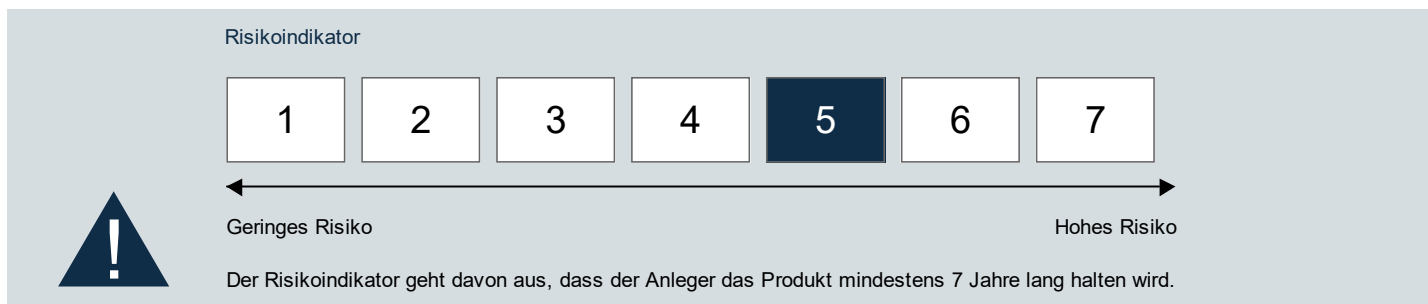 Risikoindikator
1 2 3 4 5 6 7
Geringes Risiko Hohes Risiko
!
Der Risikoindikator geht davon aus, dass der Anleger das Produkt mindestens 7 Jahre lang halten wird.